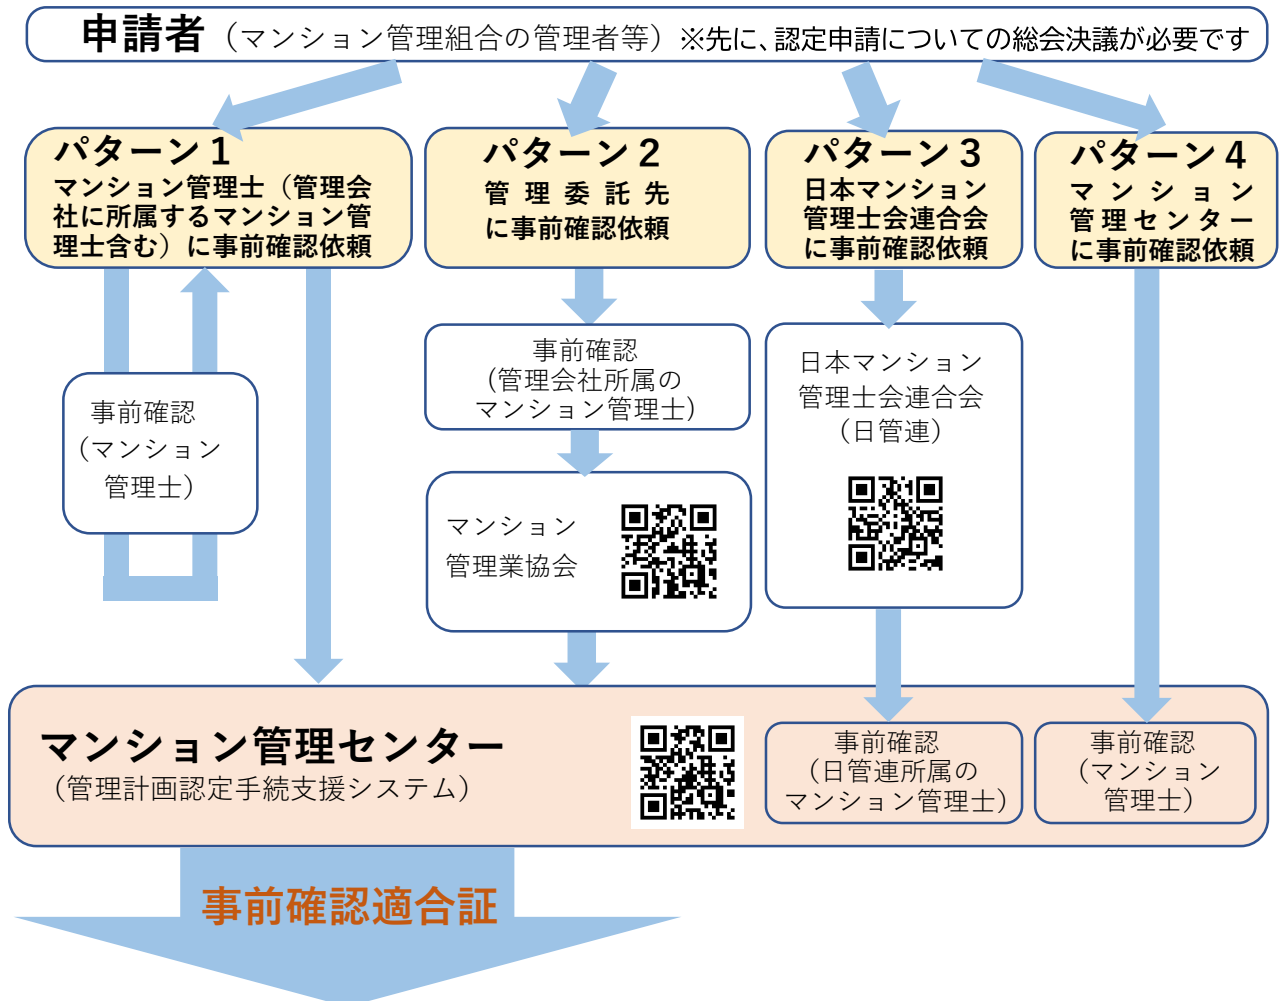 申請者（マンション管理組合の管理者等）※先に、認定申請についての総会決議が必要です
パターン１
マンション管理士（管理会
社に所属するマンション管
理士含む）に事前確認依頼
パターン２
管理委託先
に事前確認依頼
パターン３
日本マンション
管理士会連合会
に事前確認依頼
パターン４
マンション
管理センター
に事前確認依頼
事前確認
（マンション
管理士）
事前確認
（管理会社所属の
マンション管理士）
マンション
管理業協会
日本マンション
管理士会連合会
（日管連）
マンション管理センター
（管理計画認定手続支援システム）
事前確認
（日管連所属の
マンション管理士）
事前確認
（マンション
管理士）
事前確認適合証